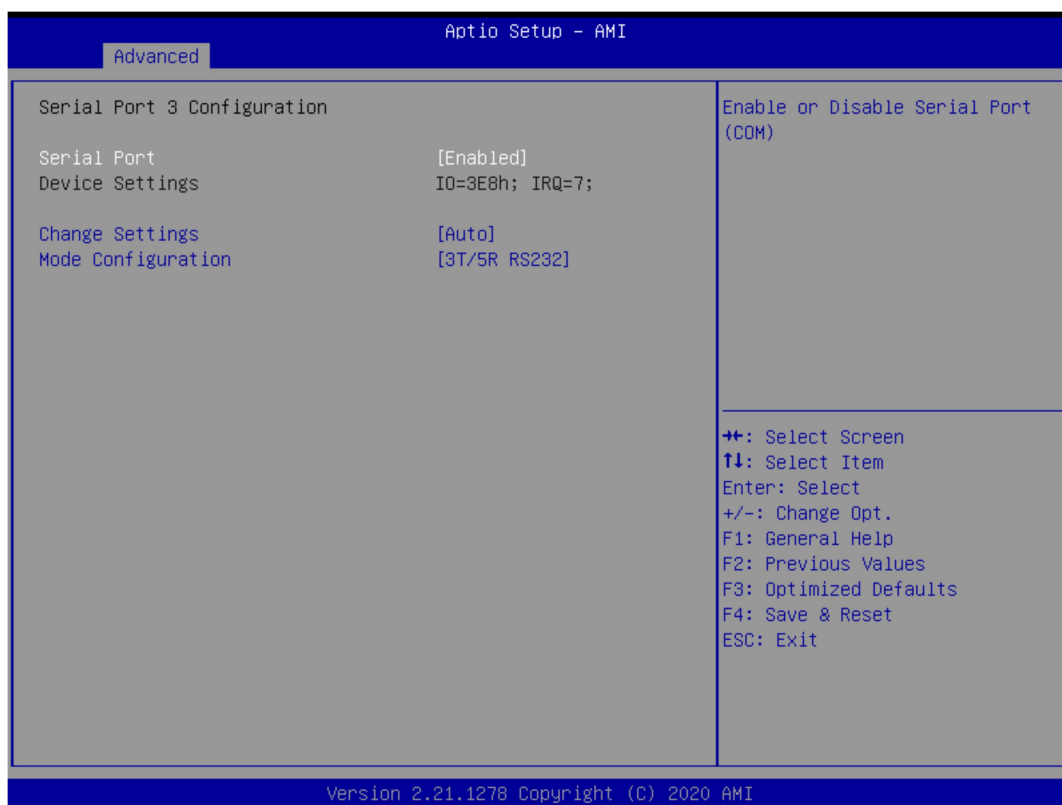 Aptio Setup – AMI
Advanced
Serial Port 3 Configuration
Serial Port [Enabled]
Device Settings IO=3E8h; IRQ=7;
Change Settings [Auto]
Mode Configuration [3T/5R RS232]
Enable or Disable Serial Port
(COM)
→←: Select Screen
↑↓: Select Item
Enter: Select
+/-: Change Opt.
F1: General Help
F2: Previous Values
F3: Optimized Defaults
F4: Save & Reset
ESC: Exit
Version 2.21.1278 Copyright (C) 2020 AMI